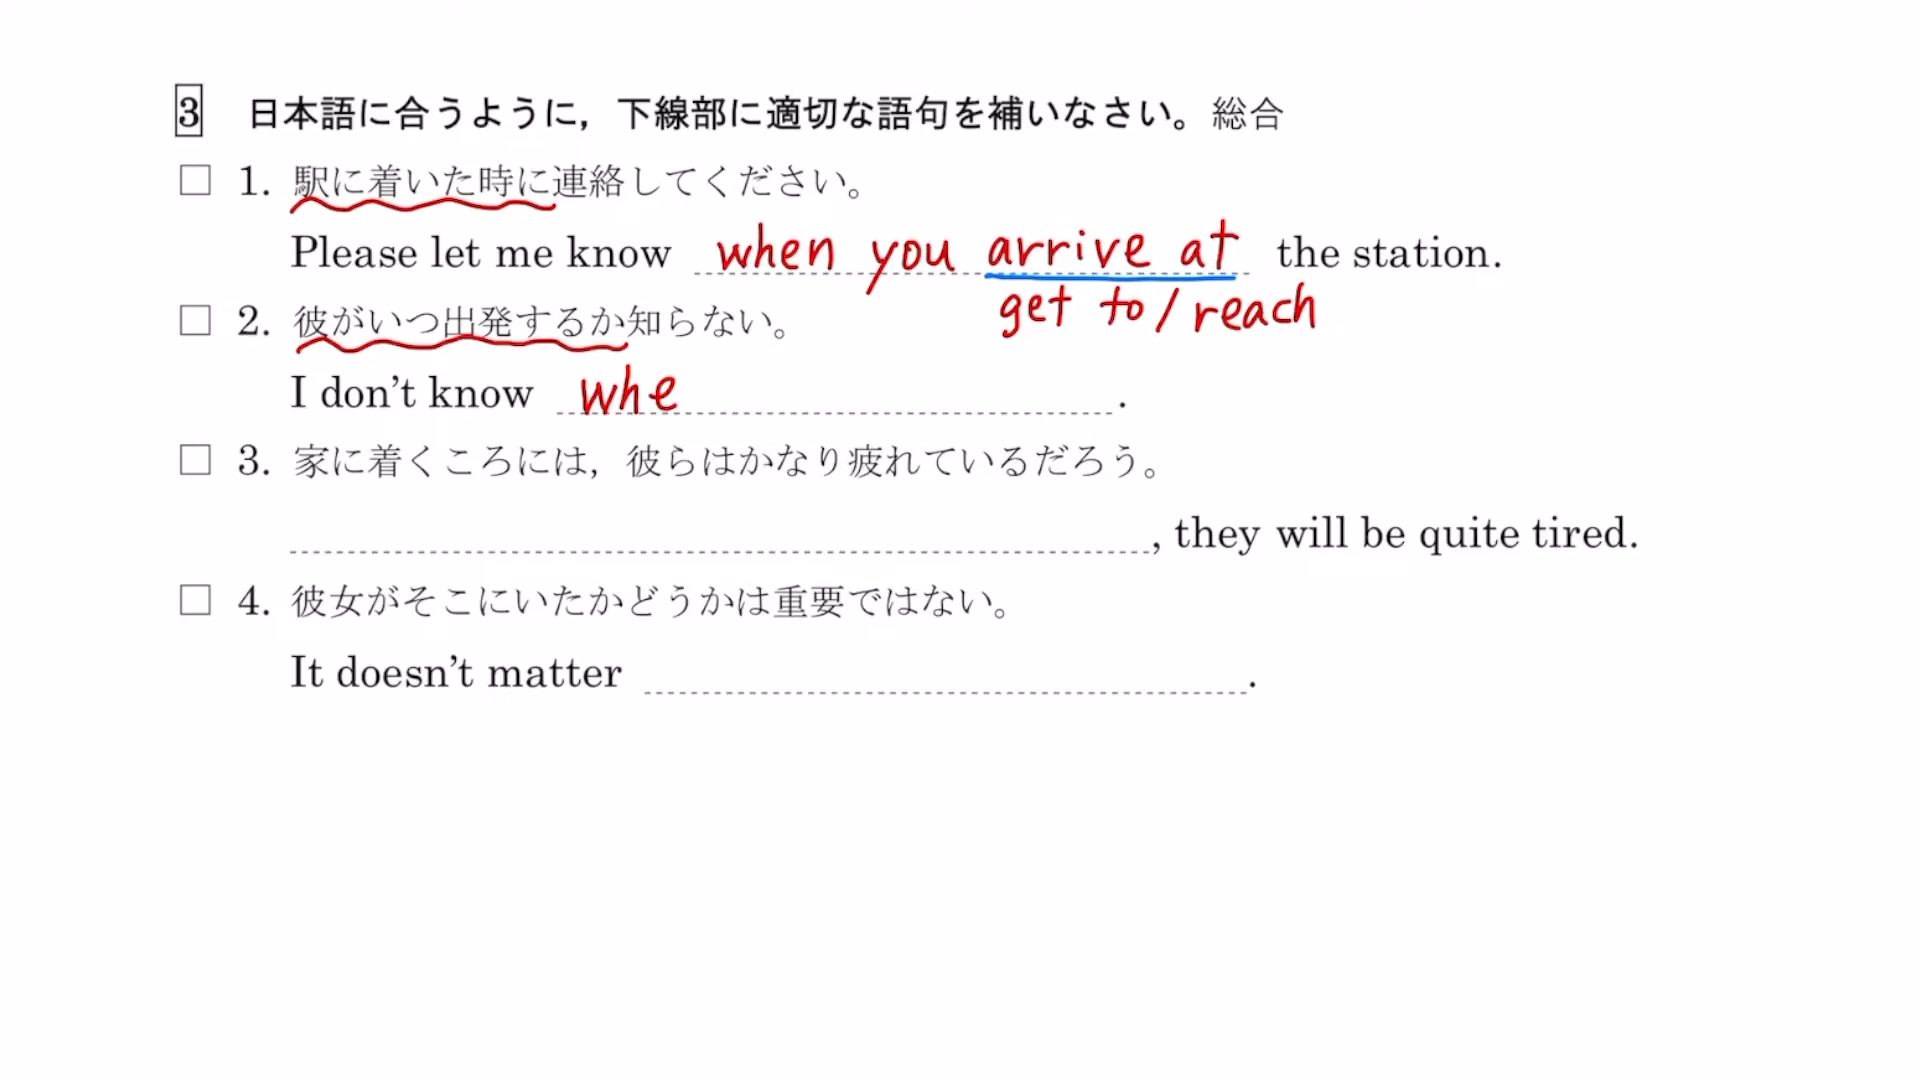 3 日本語に合うように，下線部に適切な語句を補いなさい。総合
□ 1. 駅に着いた時に連絡してください。
Please let me know when you arrive at the station.
get to / reach
□ 2. 彼がいつ出発するか知らない。
I don't know whe .
□ 3. 家に着くころには，彼らはかなり疲れているだろう。
, they will be quite tired.
□ 4. 彼女がそこにいたかどうかは重要ではない。
It doesn't matter .